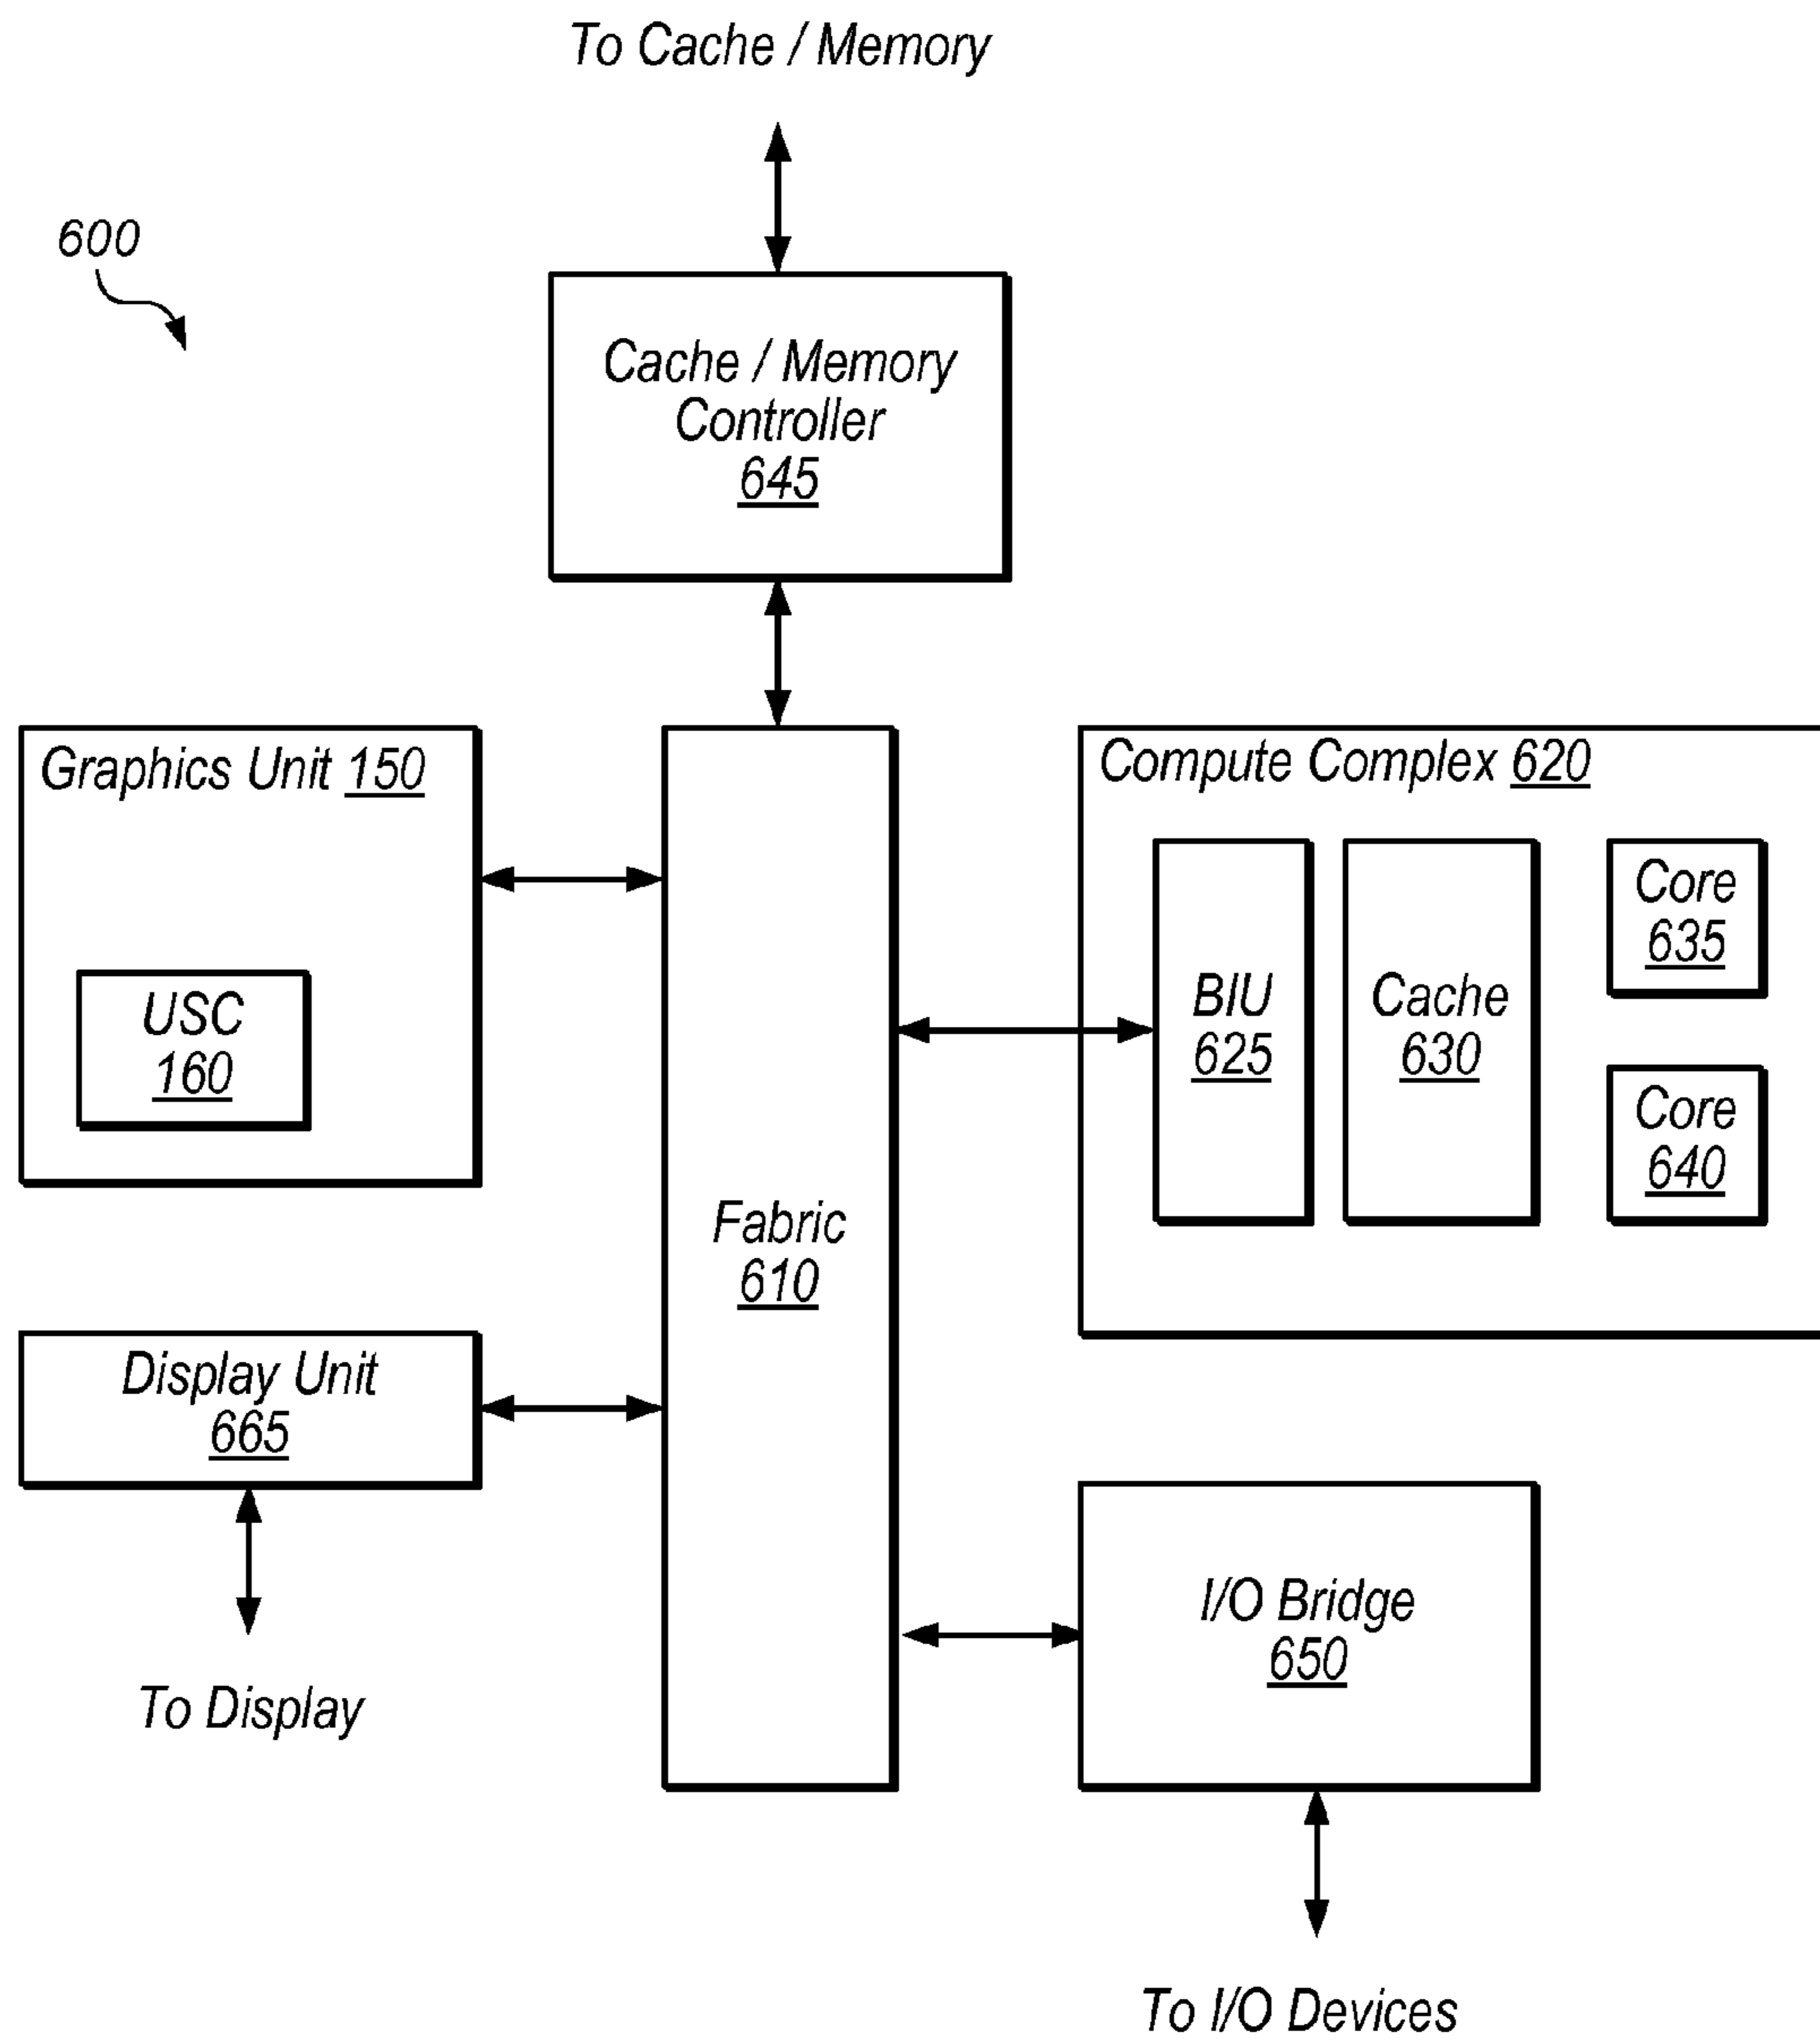 To Cache / Memory
600
Cache / Memory
Controller
645
Graphics Unit 150
USC
160
Fabric
610
Compute Complex 620
BIU
625
Cache
630
Core
635
Core
640
Display Unit
665
To Display
I/O Bridge
650
To I/O Devices